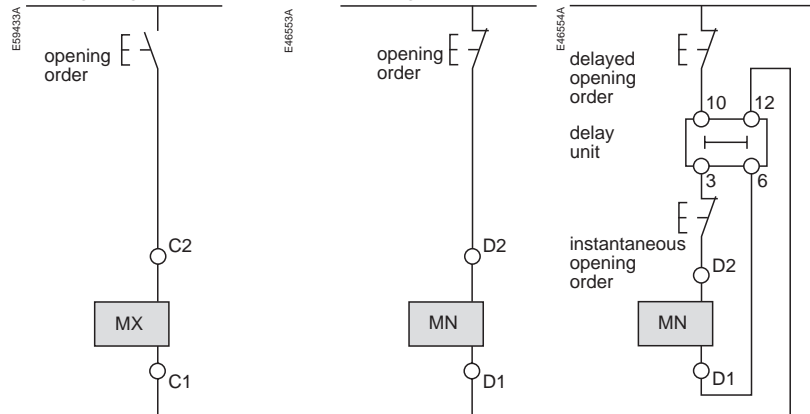 E59433A
opening
order
C2
MX
C1
E46553A
opening
order
D2
MN
D1
E46554A
delayed
opening
order
10
12
delay
unit
3
6
instantaneous
opening
order
D2
MN
D1